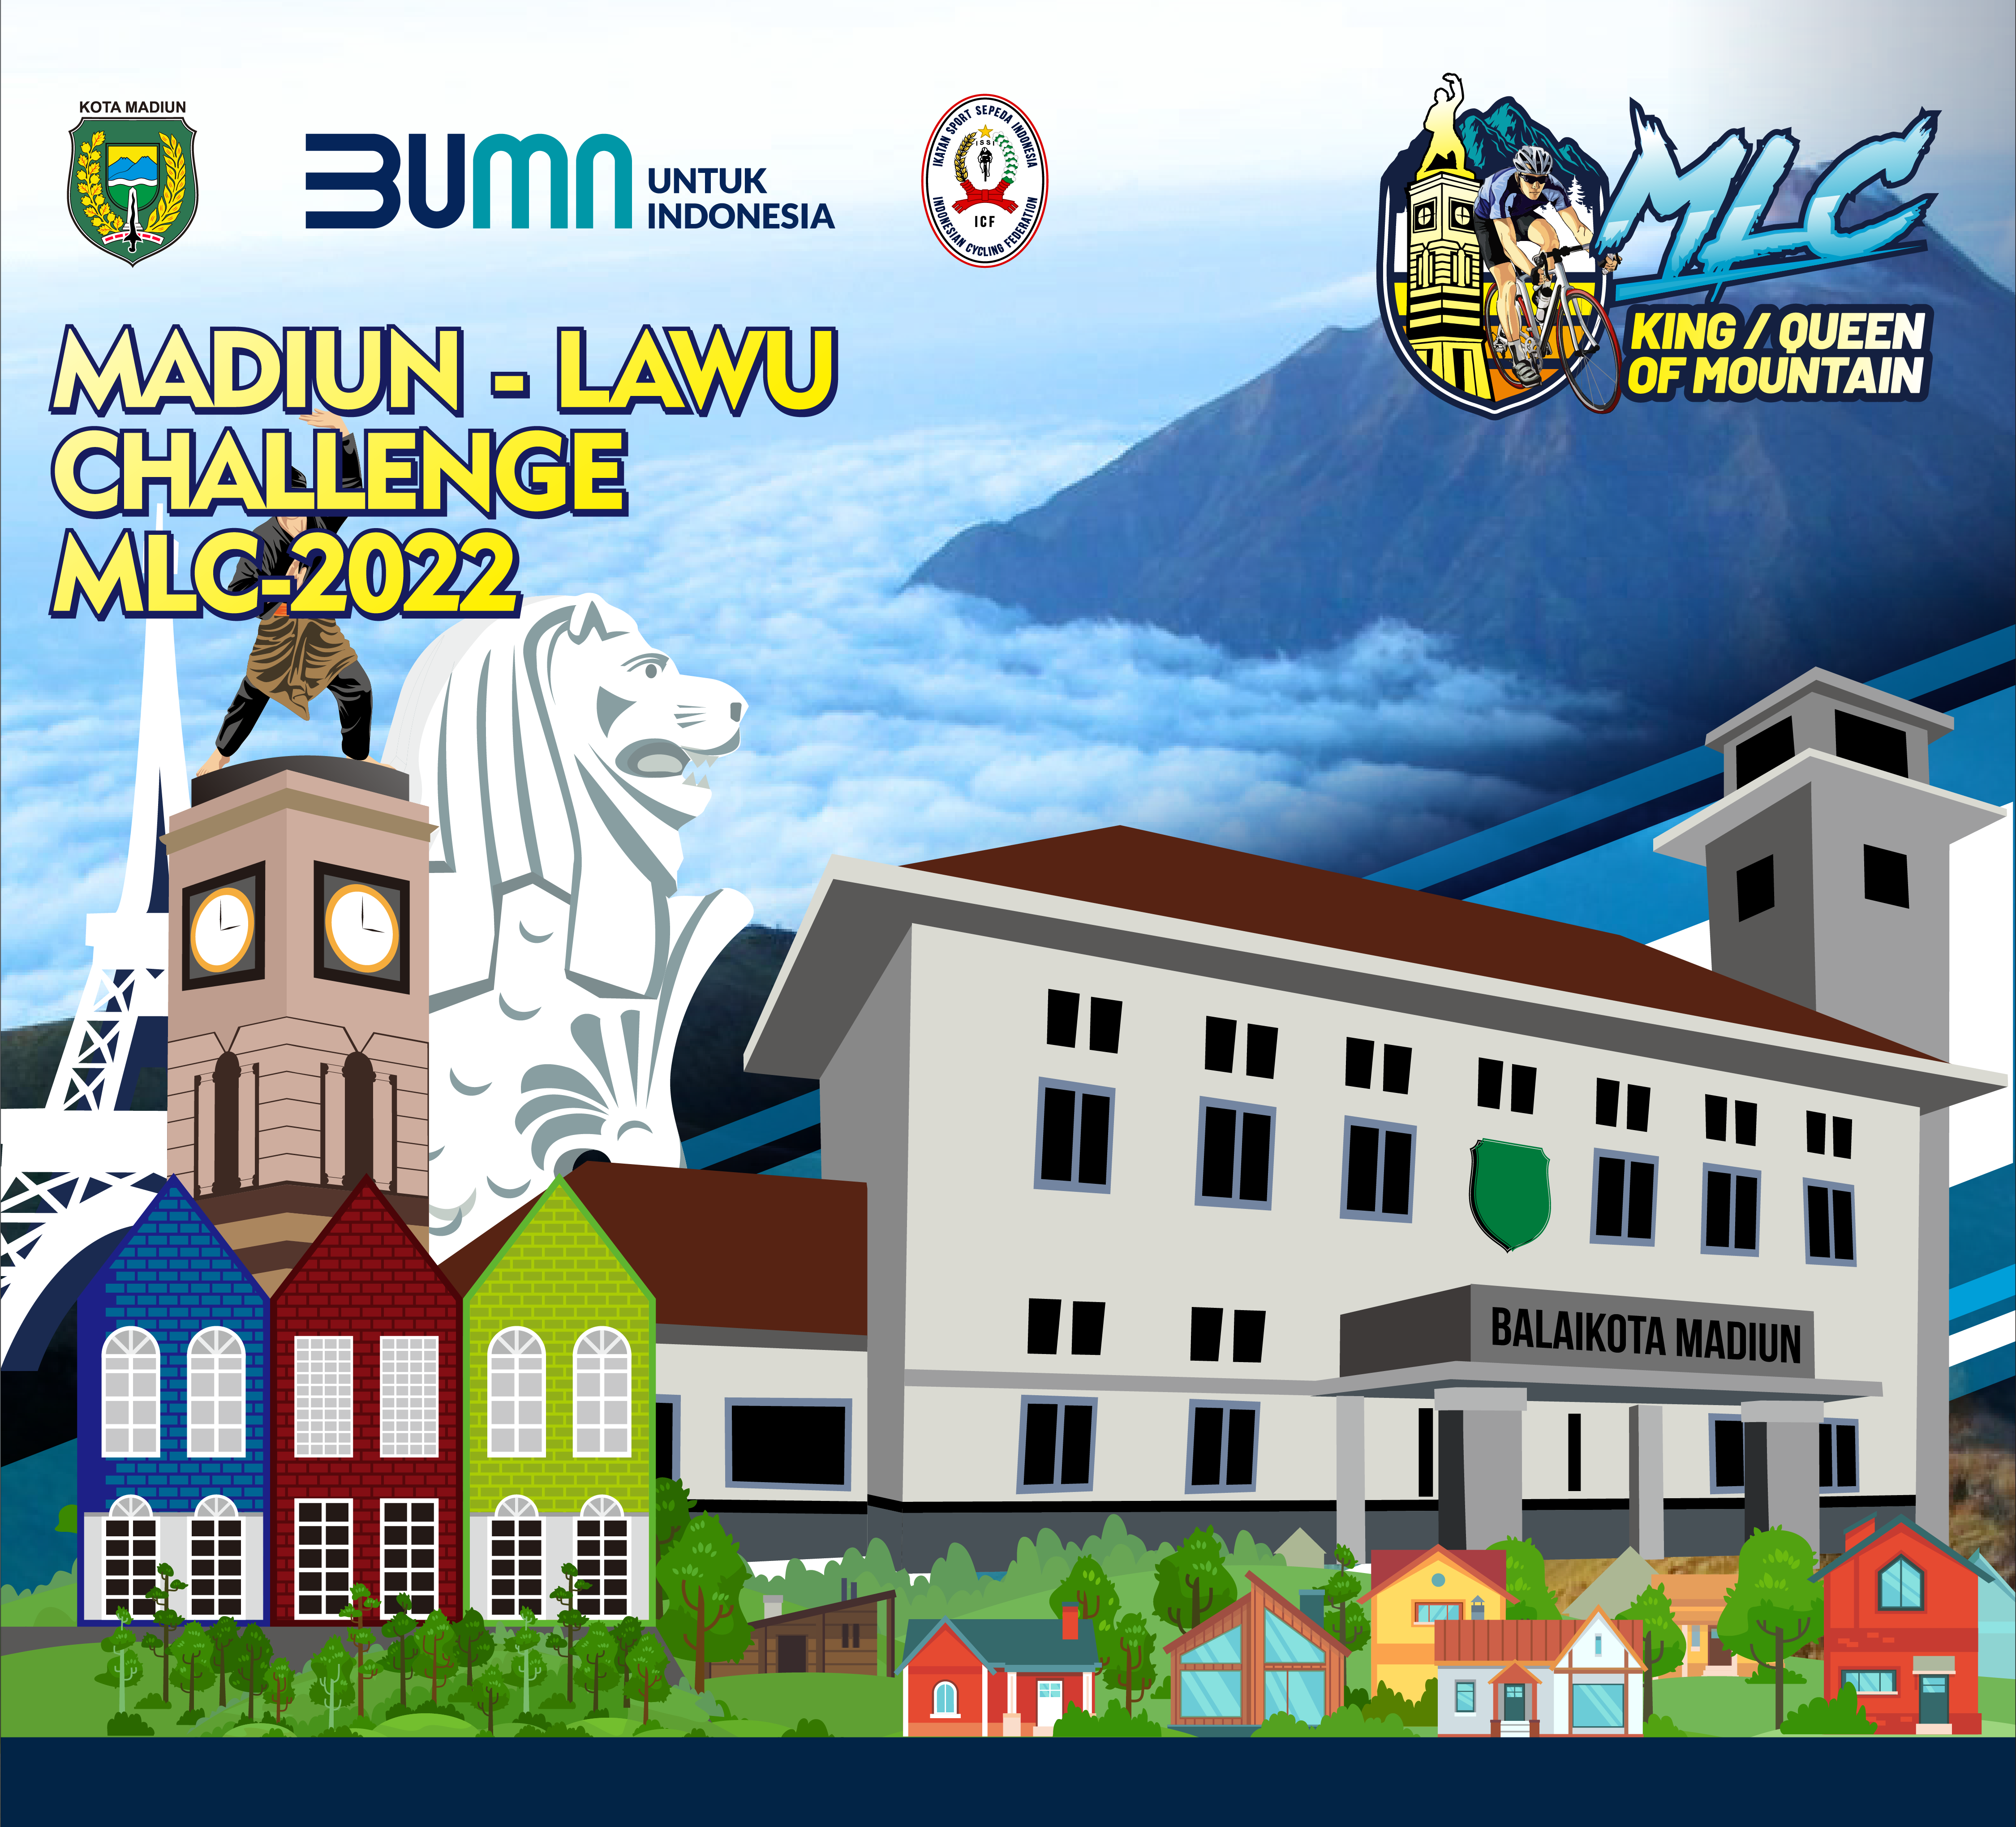 KOTA MADIUN
BUMN UNTUK
INDONESIA
IKATAN SPORT SEPEDA INDONESIA
ISSI
ICF
INDONESIAN CYCLING FEDERATION
MLC
KING / QUEEN
OF MOUNTAIN
MADIUN - LAWU
CHALLENGE
MLC-2022
BALAIKOTA MADIUN